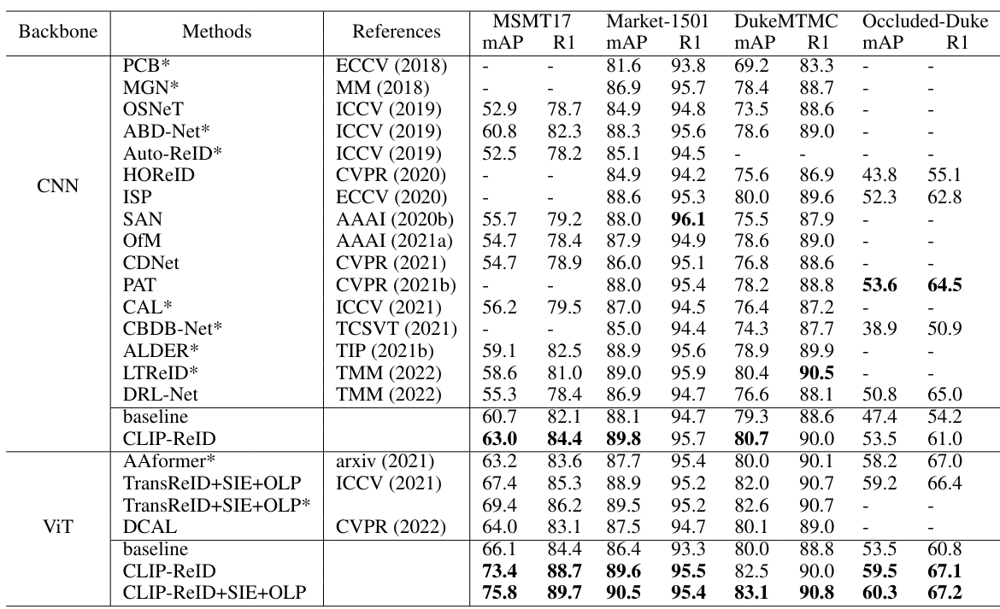 Backbone Methods References MSMT17 Market-1501 DukeMTMC Occluded-Duke
mAP R1 mAP R1 mAP R1 mAP R1
PCB* ECCV (2018) - - 81.6 93.8 69.2 83.3 - -
MGN* MM (2018) - - 86.9 95.7 78.4 88.7 - -
OSNeT ICCV (2019) 52.9 78.7 84.9 94.8 73.5 88.6 - -
ABD-Net* ICCV (2019) 60.8 82.3 88.3 95.6 78.6 89.0 - -
Auto-ReID* ICCV (2019) 52.5 78.2 85.1 94.5 - - - -
HOReID CVPR (2020) - - 84.9 94.2 75.6 86.9 43.8 55.1
CNN
ISP ECCV (2020) - - 88.6 95.3 80.0 89.6 52.3 62.8
SAN AAAI (2020b) 55.7 79.2 88.0 96.1 75.5 87.9 - -
OfM AAAI (2021a) 54.7 78.4 87.9 94.9 78.6 89.0 - -
CDNet CVPR (2021) 54.7 78.9 86.0 95.1 76.8 88.6 - -
PAT CVPR (2021b) - - 88.0 95.4 78.2 88.8 53.6 64.5
CAL* ICCV (2021) 56.2 79.5 87.0 94.5 76.4 87.2 - -
CBDB-Net* TCSVT (2021) - - 85.0 94.4 74.3 87.7 38.9 50.9
ALDER* TIP (2021b) 59.1 82.5 88.9 95.6 78.9 89.9 - -
LTReID* TMM (2022) 58.6 81.0 89.0 95.9 80.4 90.5 - -
DRL-Net TMM (2022) 55.3 78.4 86.9 94.7 76.6 88.1 50.8 65.0
baseline 60.7 82.1 88.1 94.7 79.3 88.6 47.4 54.2
CLIP-ReID 63.0 84.4 89.8 95.7 80.7 90.0 53.5 61.0
AAformer* arxiv (2021) 63.2 83.6 87.7 95.4 80.0 90.1 58.2 67.0
TransReID+SIE+OLP ICCV (2021) 67.4 85.3 88.9 95.2 82.0 90.7 59.2 66.4
TransReID+SIE+OLP* 69.4 86.2 89.5 95.2 82.6 90.7 - -
ViT DCAL CVPR (2022) 64.0 83.1 87.5 94.7 80.1 89.0 - -
baseline 66.1 84.4 86.4 93.3 80.0 88.8 53.5 60.8
CLIP-ReID 73.4 88.7 89.6 95.5 82.5 90.0 59.5 67.1
CLIP-ReID+SIE+OLP 75.8 89.7 90.5 95.4 83.1 90.8 60.3 67.2